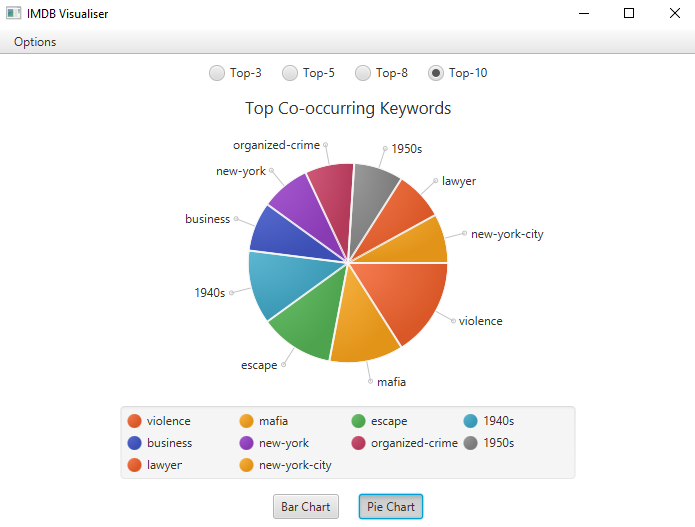 IMDB Visualiser
Options
Top-3 Top-5 Top-8 Top-10
Top Co-occurring Keywords
organized-crime 1950s
new-york lawyer
business new-york-city
1940s violence
escape mafia
violence mafia escape 1940s
business new-york organized-crime 1950s
lawyer new-york-city
Bar Chart Pie Chart